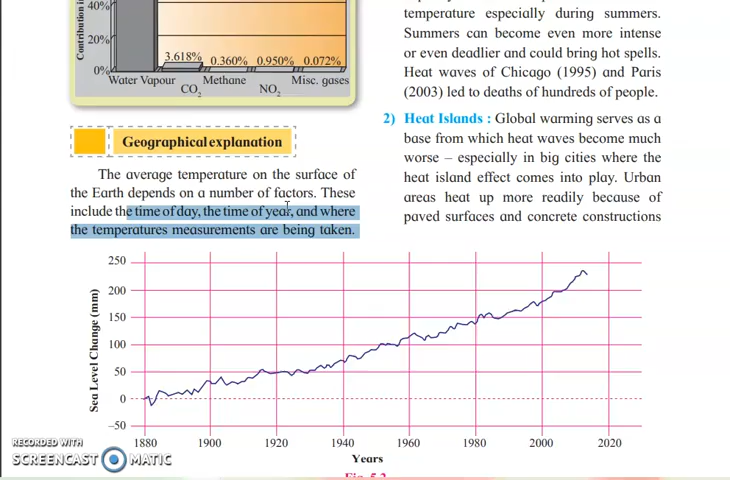 40%
Contribution in
20%
0%
3.618%
0.360%
0.950%
0.072%
Water Vapour
CO2
Methane
NO2
Misc. gases
Geographical explanation
The average temperature on the surface of
the Earth depends on a number of factors. These
include the time of day, the time of year, and where
the temperatures measurements are being taken.
temperature especially during summers.
Summers can become even more intense
or even deadlier and could bring hot spells.
Heat waves of Chicago (1995) and Paris
(2003) led to deaths of hundreds of people.
2) Heat Islands : Global warming serves as a
base from which heat waves become much
worse – especially in big cities where the
heat island effect comes into play. Urban
areas heat up more readily because of
paved surfaces and concrete constructions
Sea Level Change (mm)
250
200
150
100
50
0
–50
1880 1900 1920 1940 1960 1980 2000 2020
Years
Fig. 5.2
RECORDED WITH
SCREENCAST MATIC